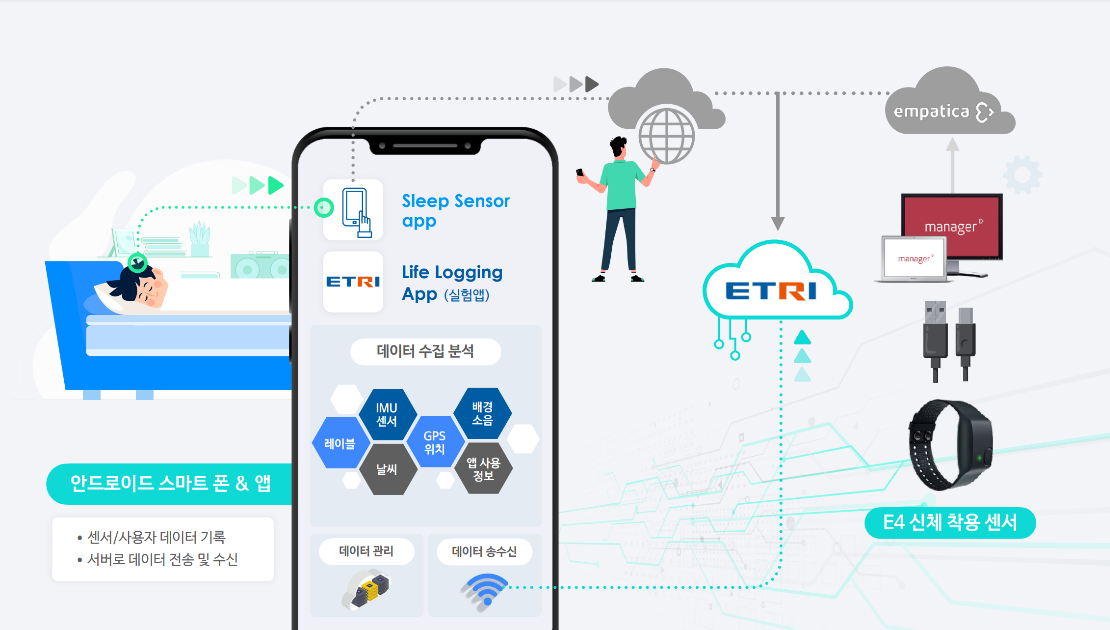 empatica
Sleep Sensor
app
manager
manager
ETRI
Life Logging
App (실험앱)
ETRI
데이터 수집 분석
IMU
센서
배경
소음
레이블
GPS
위치
날씨
앱 사용
정보
안드로이드 스마트 폰 & 앱
• 센서/사용자 데이터 기록
• 서버로 데이터 전송 및 수신
E4 신체 착용 센서
데이터 관리
데이터 송수신